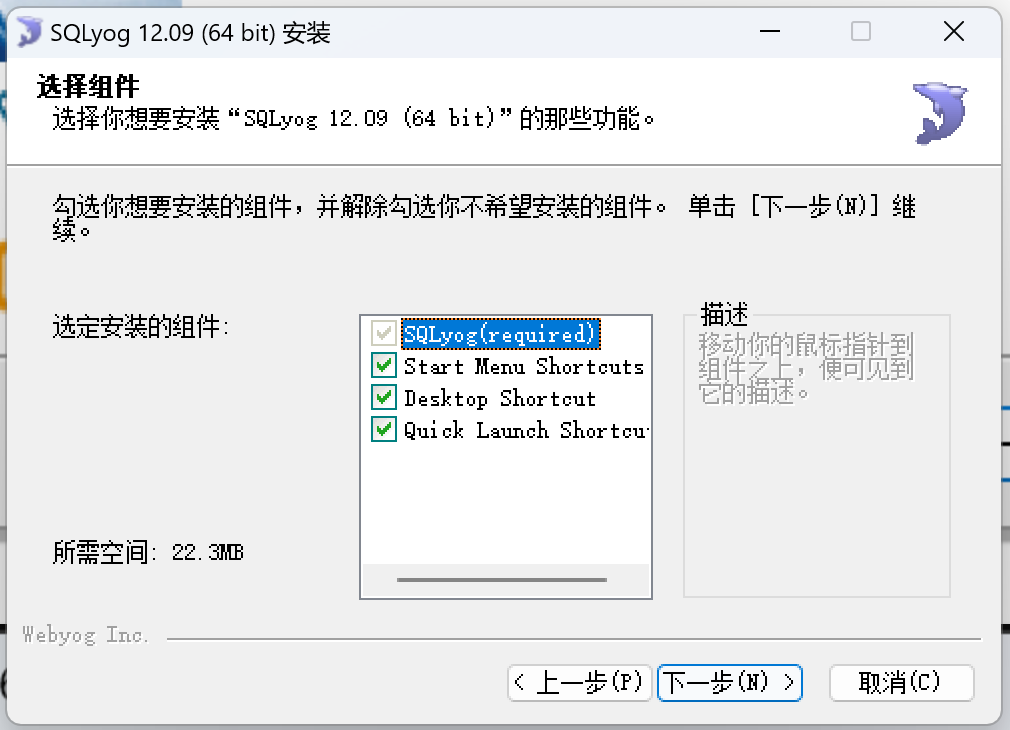 SQLyog 12.09 (64 bit) 安装
选择组件
选择你想要安装“SQLyog 12.09 (64 bit)”的那些功能。
勾选你想要安装的组件，并解除勾选你不希望安装的组件。 单击 [下一步(N)] 继
续。
选定安装的组件:
SQLyog(required)
Start Menu Shortcuts
Desktop Shortcut
Quick Launch Shortcu
描述
移动你的鼠标指针到
组件之上，便可见到
它的描述。
所需空间: 22.3MB
Webyog Inc.
< 上一步(P)
下一步(N) >
取消(C)